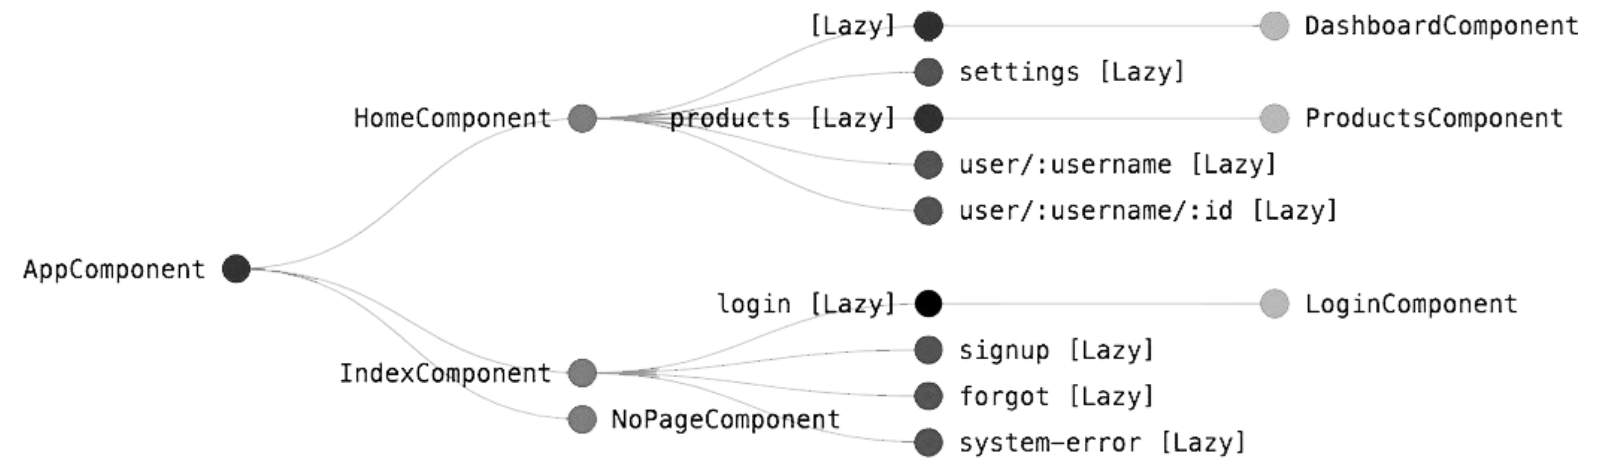 [Lazy] DashboardComponent
settings [Lazy]
HomeComponent products [Lazy] ProductsComponent
user/:username [Lazy]
user/:username/:id [Lazy]
AppComponent
login [Lazy] LoginComponent
signup [Lazy]
IndexComponent
forgot [Lazy]
NoPageComponent
system-error [Lazy]